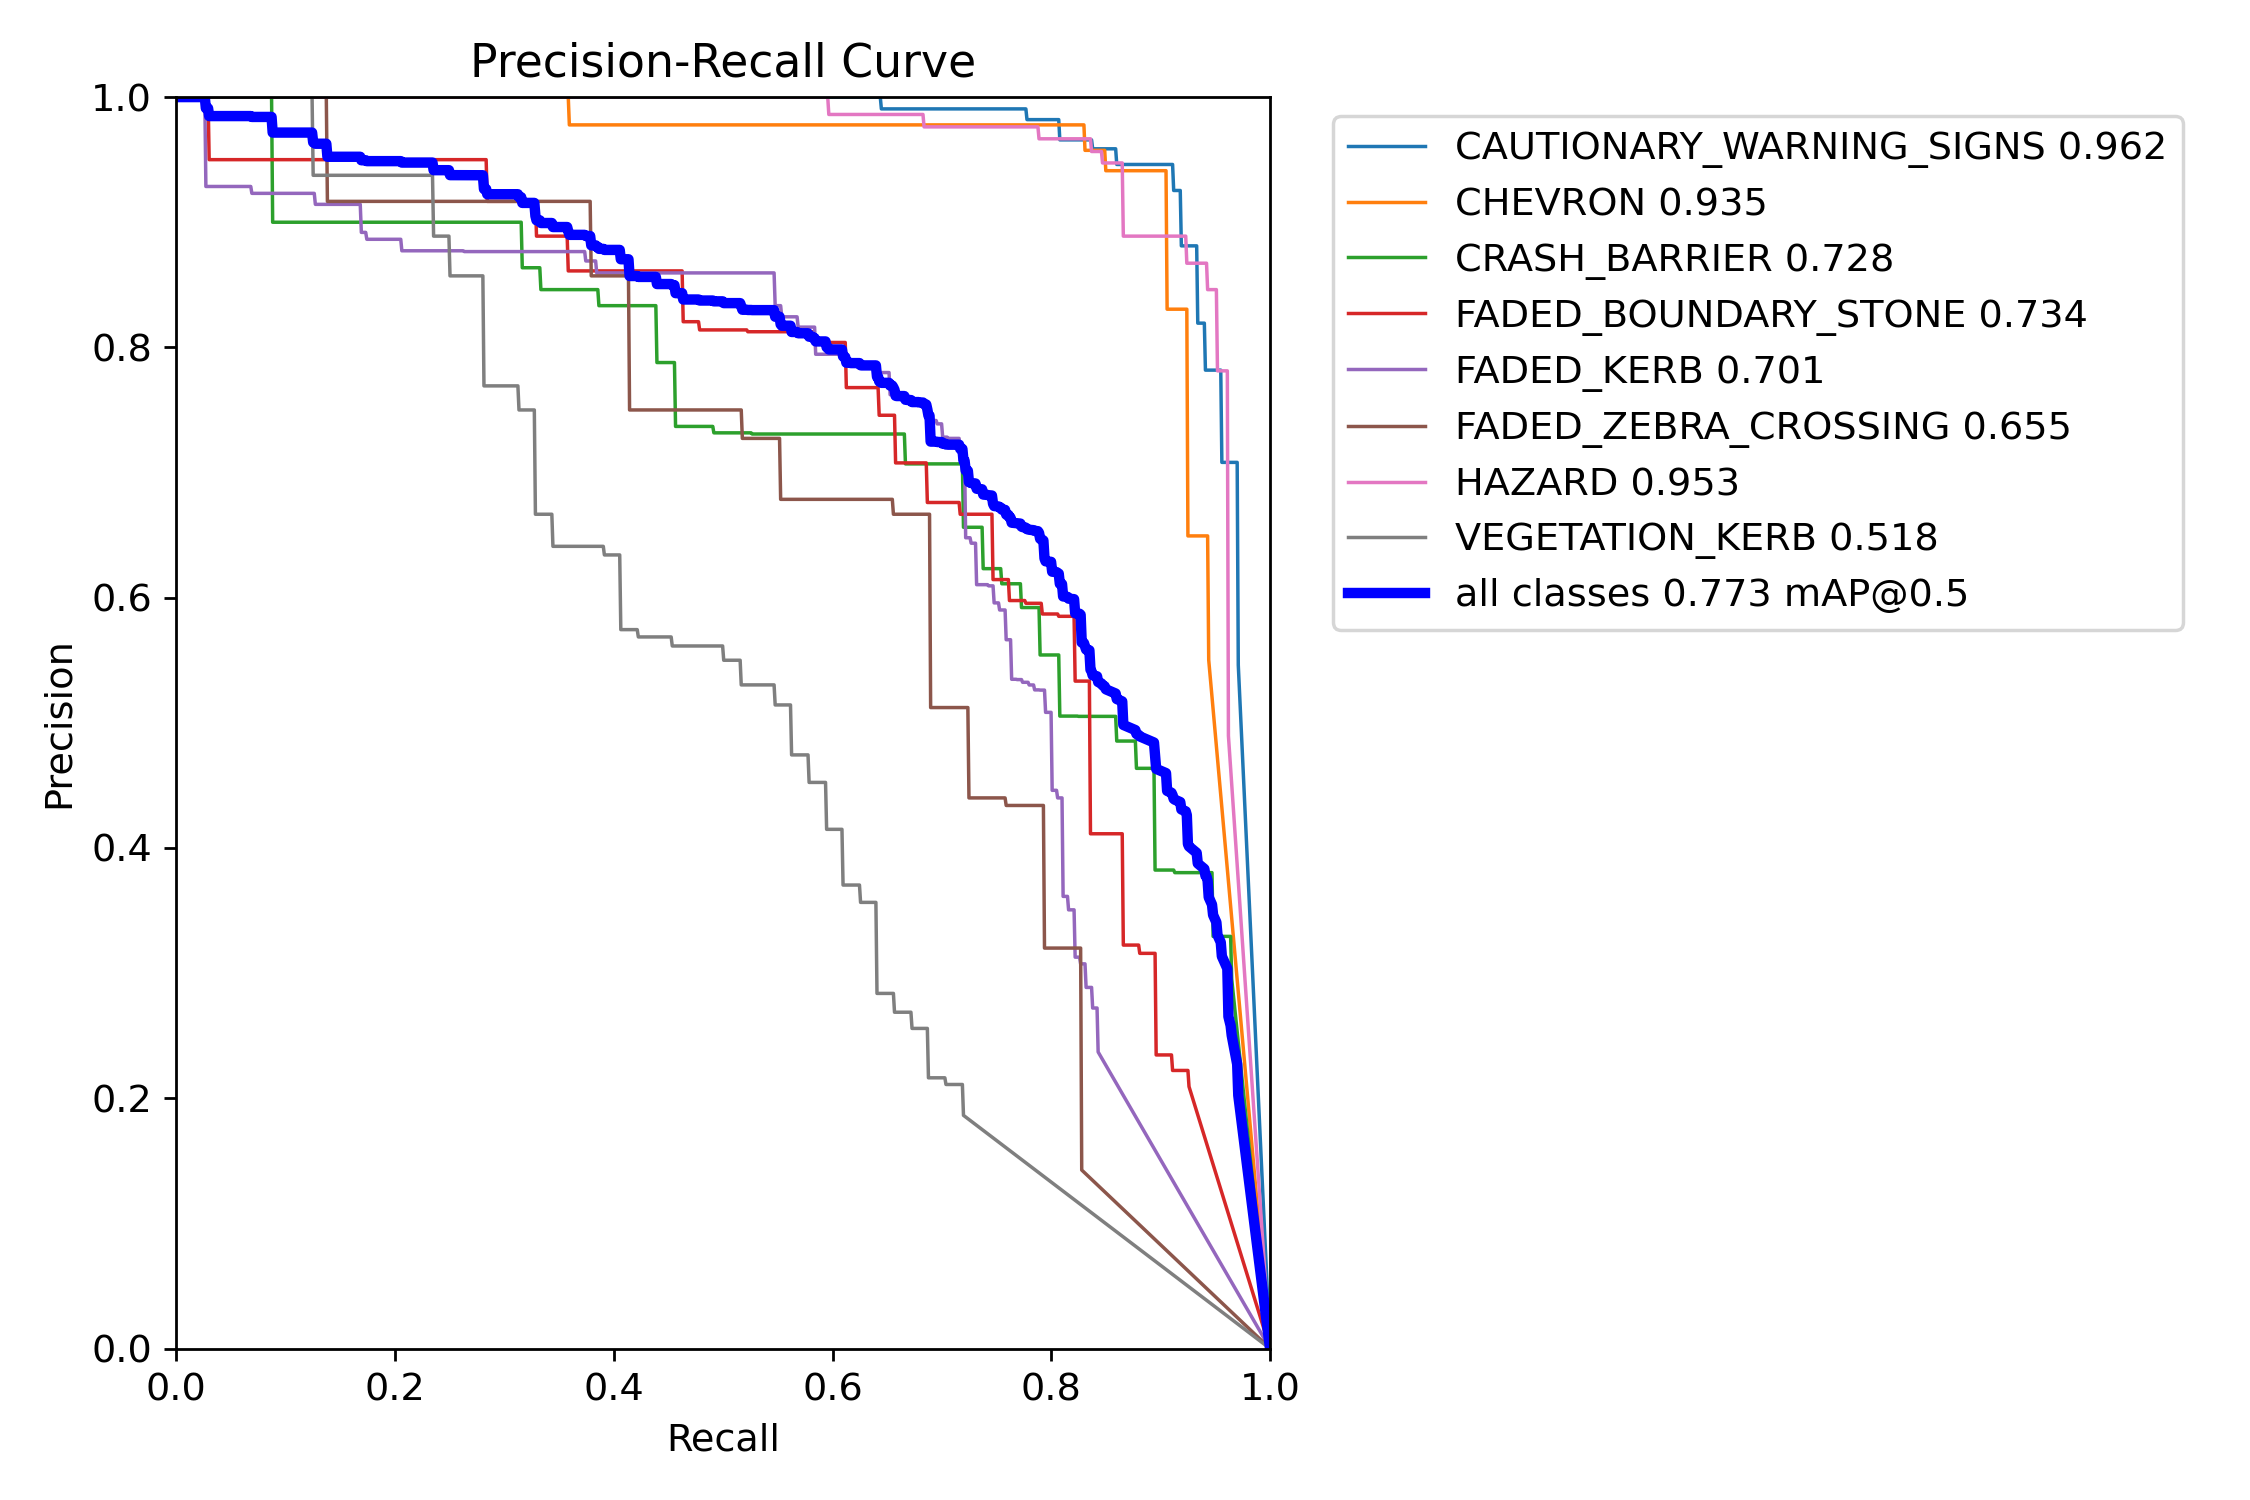 Precision-Recall Curve
1.0
0.8
0.6
0.4
0.2
0.0
Precision
0.0 0.2 0.4 0.6 0.8 1.0
Recall
CAUTIONARY_WARNING_SIGNS 0.962
CHEVRON 0.935
CRASH_BARRIER 0.728
FADED_BOUNDARY_STONE 0.734
FADED_KERB 0.701
FADED_ZEBRA_CROSSING 0.655
HAZARD 0.953
VEGETATION_KERB 0.518
all classes 0.773 mAP@0.5